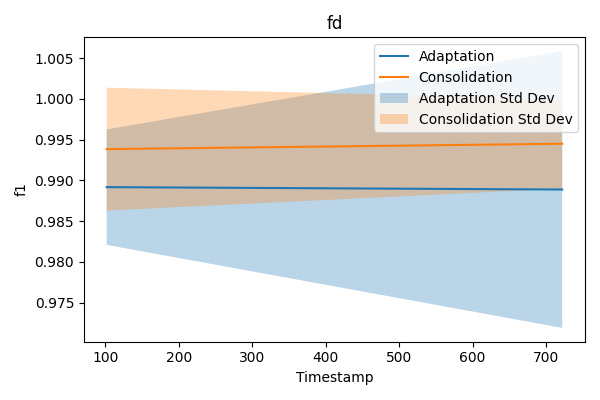 fd
Adaptation
Consolidation
Adaptation Std Dev
Consolidation Std Dev
1.005
1.000
0.995
0.990
0.985
0.980
0.975
f1
100
200
300
400
500
600
700
Timestamp